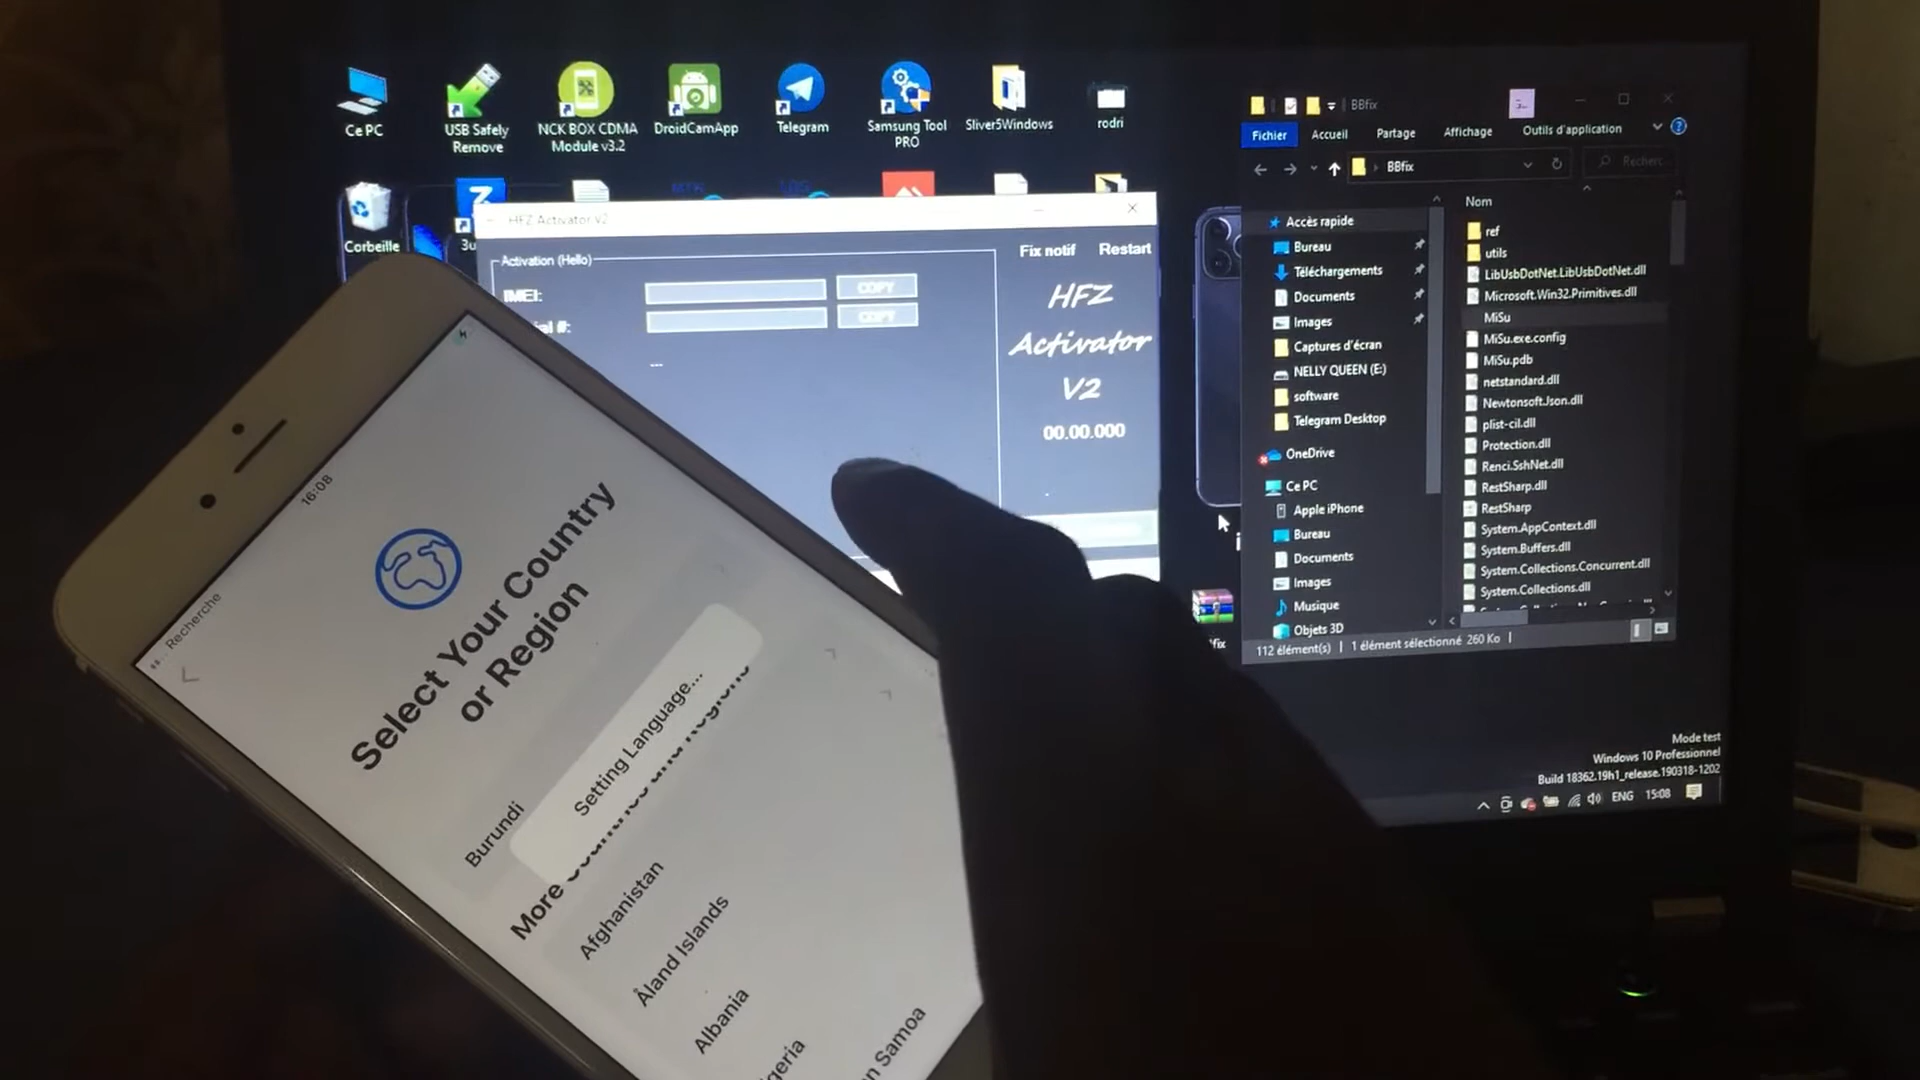 Ce PC
USB Safely
Remove
NCK BOX CDMA
Module v3.2
DroidCamApp
Telegram
Samsung Tool
PRO
Sliver5Windows
rodri
Corbeille
3u
HFZ Activator v2
Activation (Hello)
IMEI:
COPY
ial #:
COPY
---
Fix notif
Restart
HFZ
Activator
V2
00.00.000
BBfix
Fichier
Accueil
Partage
Affichage
Outils d'application
BBfix
Recherc
Accès rapide
Bureau
Téléchargements
Documents
Images
Captures d'écran
NELLY QUEEN (E:)
software
Telegram Desktop
OneDrive
Ce PC
Apple iPhone
Bureau
Documents
Images
Musique
Objets 3D
Nom
ref
utils
LibUsbDotNet.LibUsbDotNet.dll
Microsoft.Win32.Primitives.dll
MiSu
MiSu.exe.config
MiSu.pdb
netstandard.dll
Newtonsoft.Json.dll
plist-cil.dll
Protection.dll
Renci.SshNet.dll
RestSharp.dll
RestSharp
System.AppContext.dll
System.Buffers.dll
System.Collections.Concurrent.dll
System.Collections.dll
112 élément(s)
1 élément sélectionné 260 Ko
Mode test
Windows 10 Professionnel
Build 18362.19h1_release.190318-1202
ENG
15:08
16:08
Recherche
Select Your Country
or Region
Burundi
Setting Language...
More
Afghanistan
Åland Islands
Albania
geria
n Samoa